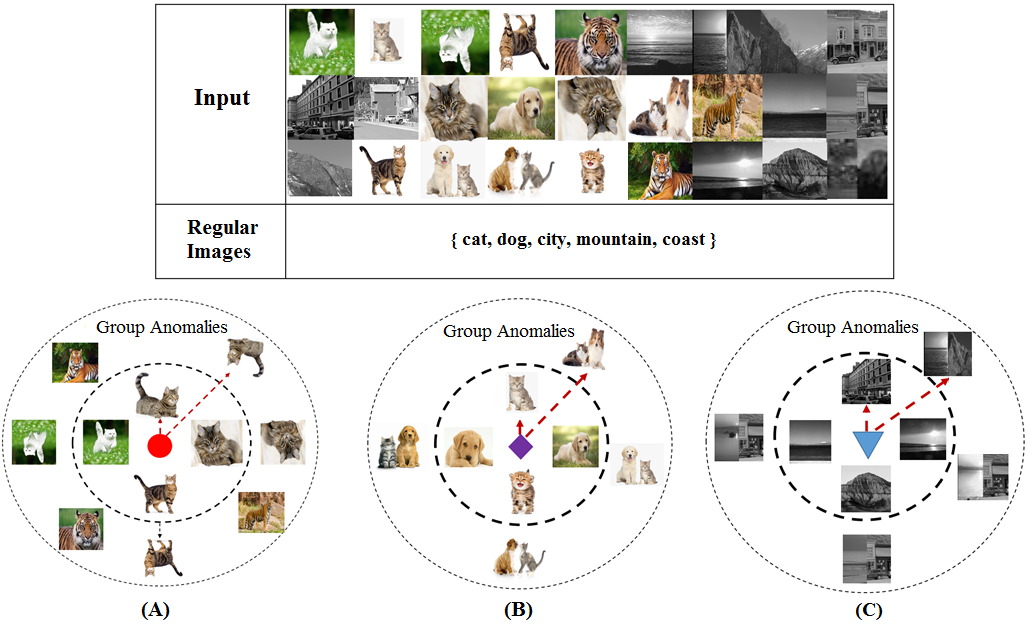 Input
Regular
Images
{ cat, dog, city, mountain, coast }
Group Anomalies
Group Anomalies
Group Anomalies
(A)
(B)
(C)